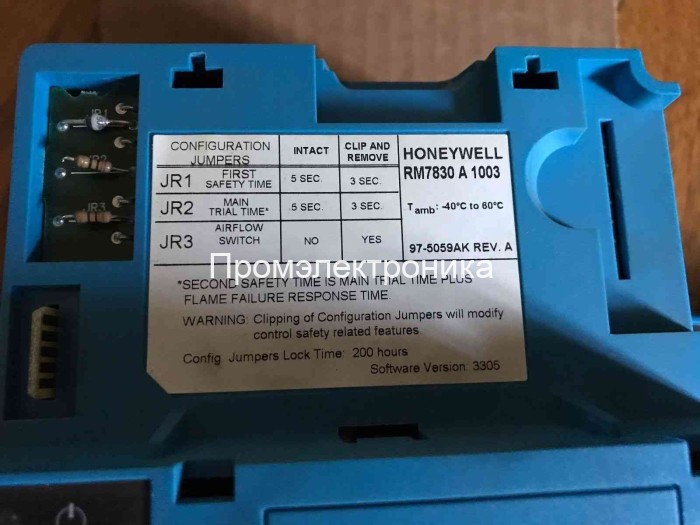 JR1
R2
JR3
CONFIGURATION JUMPERS INTACT CLIP AND REMOVE
JR1 FIRST SAFETY TIME 5 SEC. 3 SEC.
JR2 MAIN TRIAL TIME* 5 SEC. 3 SEC.
JR3 AIRFLOW SWITCH NO YES
HONEYWELL
RM7830 A 1003
Tamb: -40°C to 60°C
97-5059AK REV. A
Промэлектроника
*SECOND SAFETY TIME IS MAIN TRIAL TIME PLUS
FLAME FAILURE RESPONSE TIME
WARNING: Clipping of Configuration Jumpers will modify
control safety related features.
Config. Jumpers Lock Time: 200 hours
Software Version: 3305